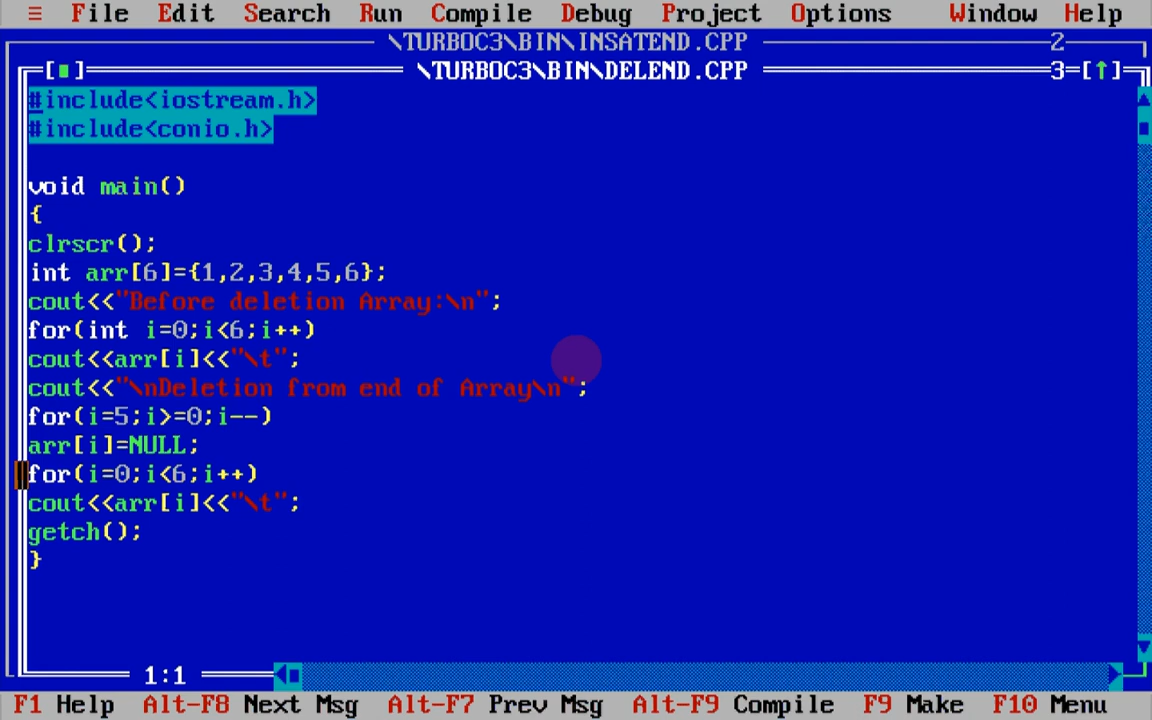 ≡ File Edit Search Run Compile Debug Project Options Window Help
\TURBOC3\BIN\INSATEND.CPP 2
[■] \TURBOC3\BIN\DELEND.CPP 3=[↑]
#include<iostream.h>
#include<conio.h>
void main()
{
clrscr();
int arr[6]={1,2,3,4,5,6};
cout<<"Before deletion Array:\n";
for(int i=0;i<6;i++)
cout<<arr[i]<<"\t";
cout<<"\nDeletion from end of Array\n";
for(i=5;i>=0;i--)
arr[i]=NULL;
for(i=0;i<6;i++)
cout<<arr[i]<<"\t";
getch();
}
1:1
F1 Help Alt-F8 Next Msg Alt-F7 Prev Msg Alt-F9 Compile F9 Make F10 Menu